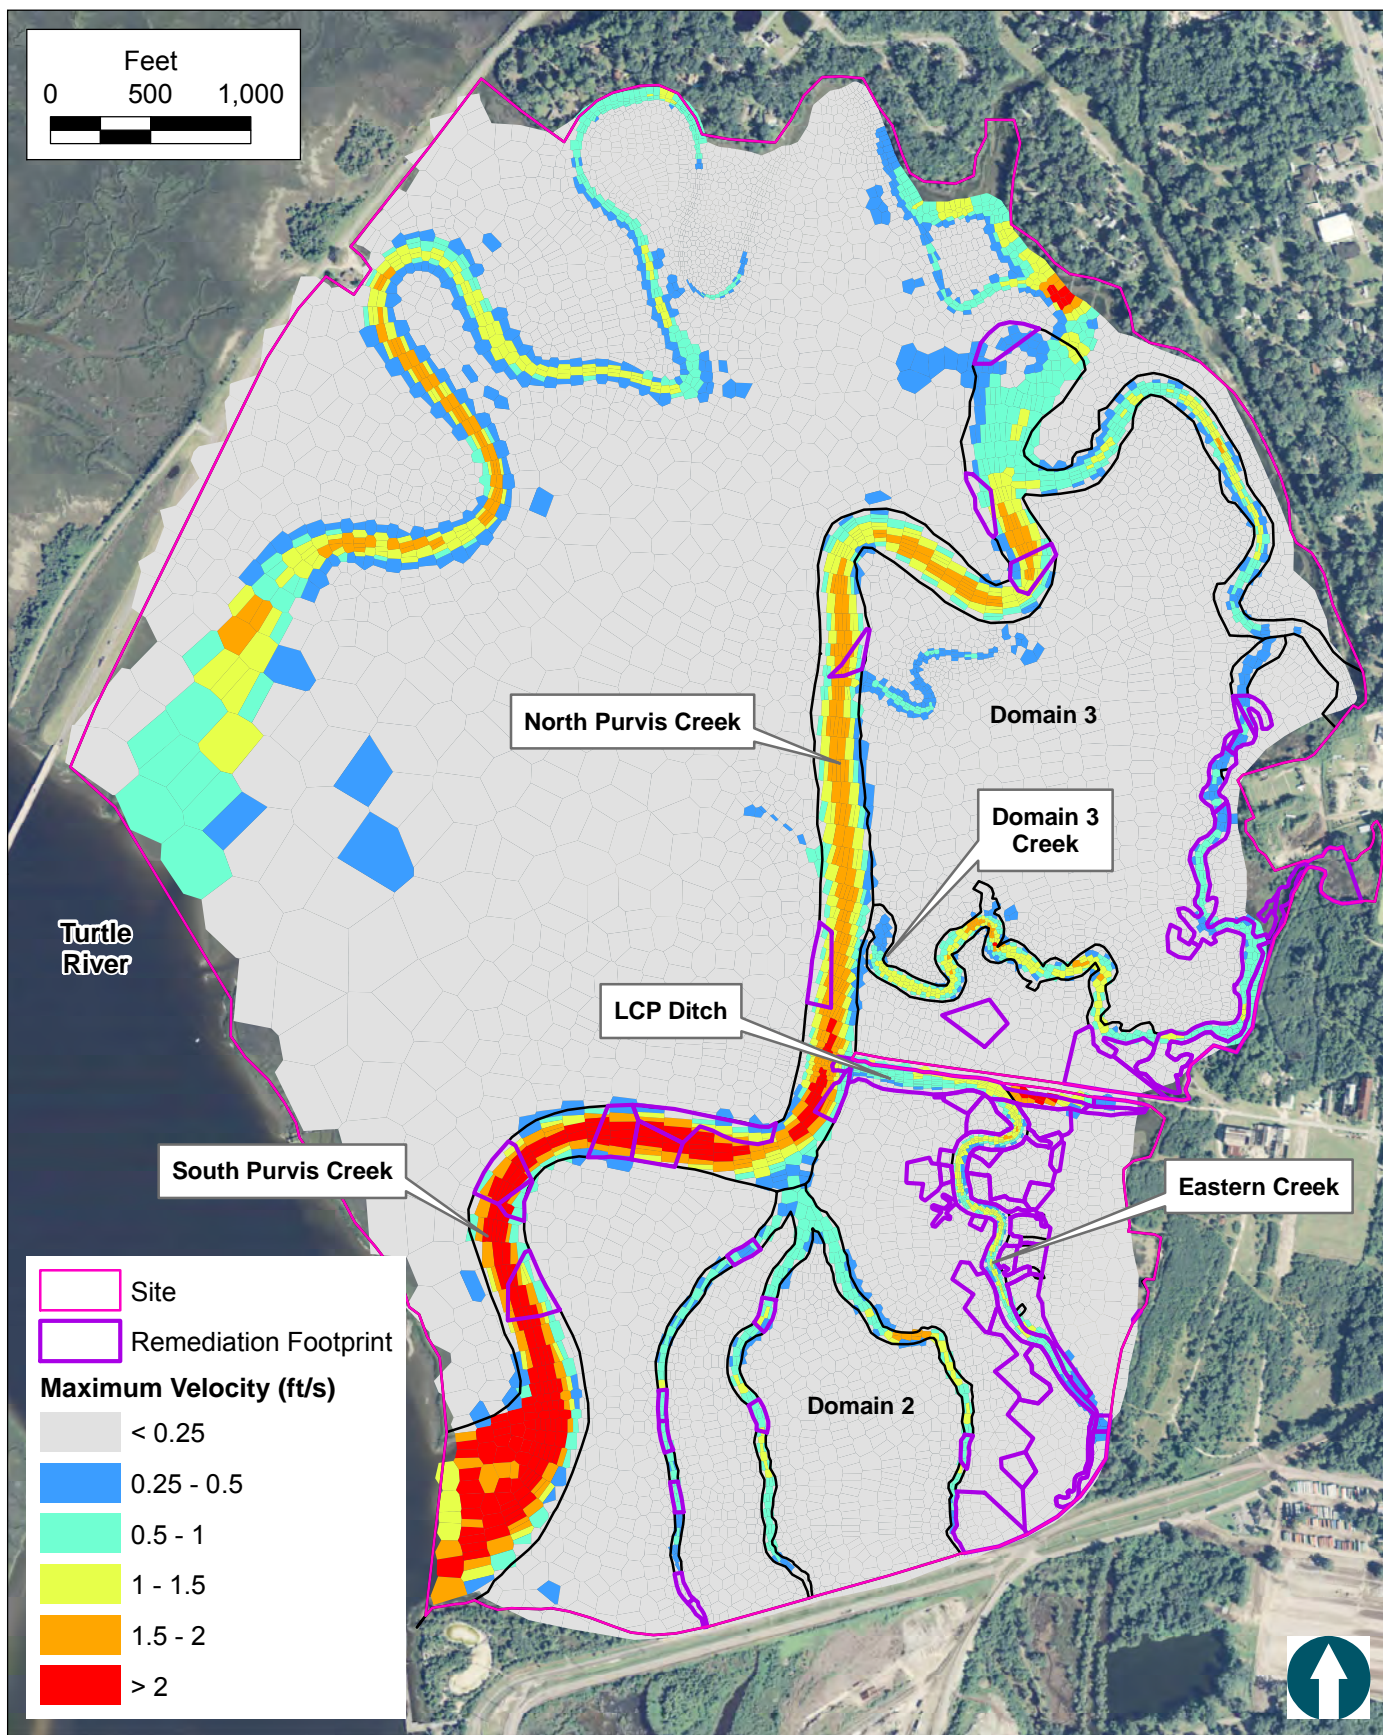 Feet
0 500 1,000
North Purvis Creek
Domain 3
Domain 3
Creek
Turtle
River
LCP Ditch
South Purvis Creek
Eastern Creek
Domain 2
Site
Remediation Footprint
Maximum Velocity (ft/s)
< 0.25
0.25 - 0.5
0.5 - 1
1 - 1.5
1.5 - 2
> 2